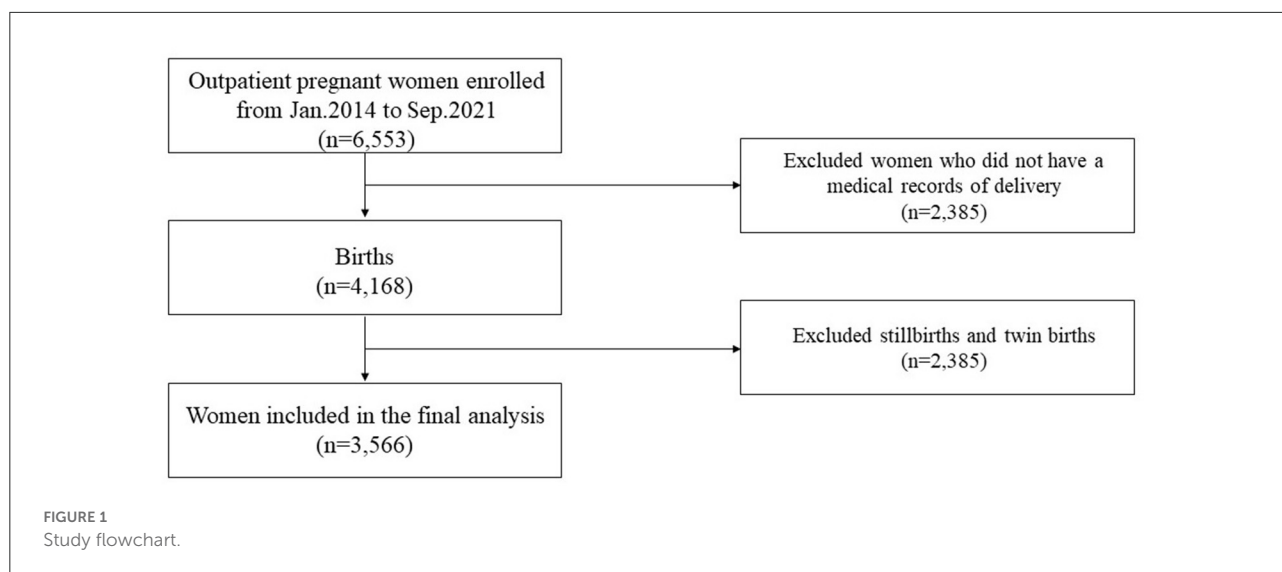 Outpatient pregnant women enrolled
from Jan.2014 to Sep.2021
(n=6,553)
Excluded women who did not have a
medical records of delivery
(n=2,385)
Births
(n=4,168)
Excluded stillbirths and twin births
(n=2,385)
Women included in the final analysis
(n=3,566)
FIGURE 1
Study flowchart.